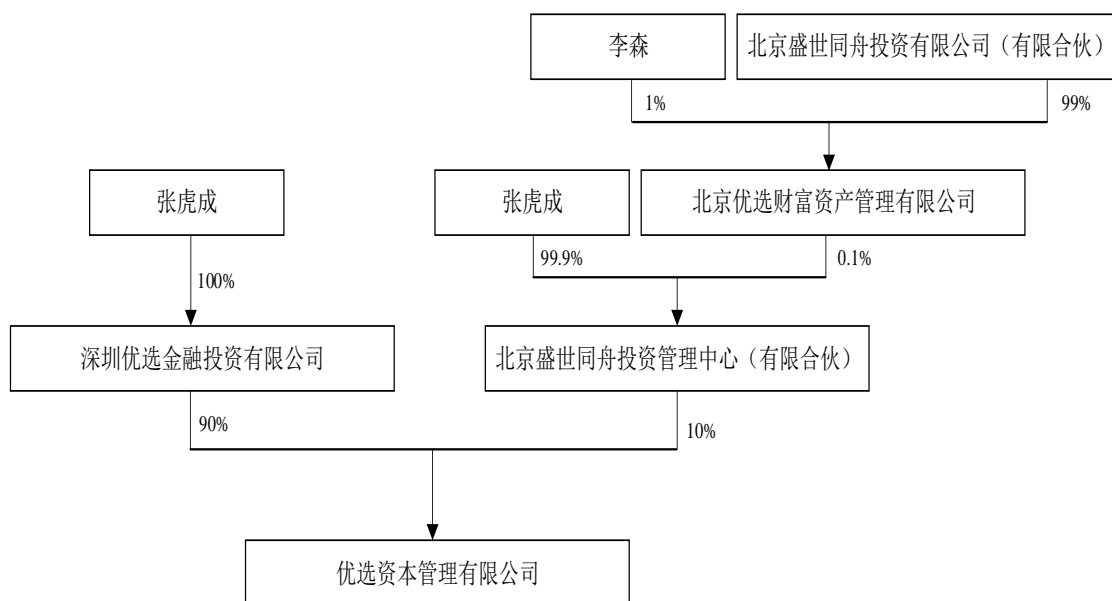 李森
北京盛世同舟投资有限公司（有限合伙）
1%
99%
张虎成
张虎成
北京优选财富资产管理有限公司
100%
99.9%
0.1%
深圳优选金融投资有限公司
北京盛世同舟投资管理中心（有限合伙）
90%
10%
优选资本管理有限公司